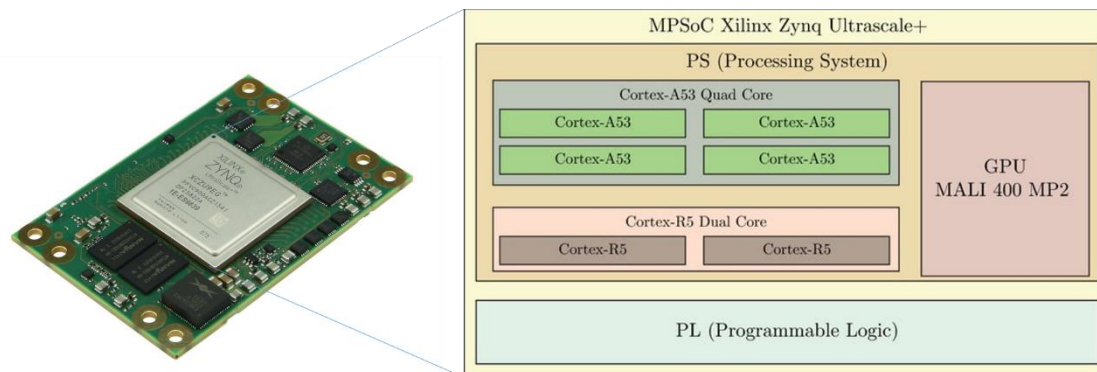 MPSoC Xilinx Zynq Ultrascale+
PS (Processing System)
Cortex-A53 Quad Core
Cortex-A53 Cortex-A53
Cortex-A53 Cortex-A53
GPU
MALI 400 MP2
Cortex-R5 Dual Core
Cortex-R5 Cortex-R5
PL (Programmable Logic)
XILINX
ZYNQ